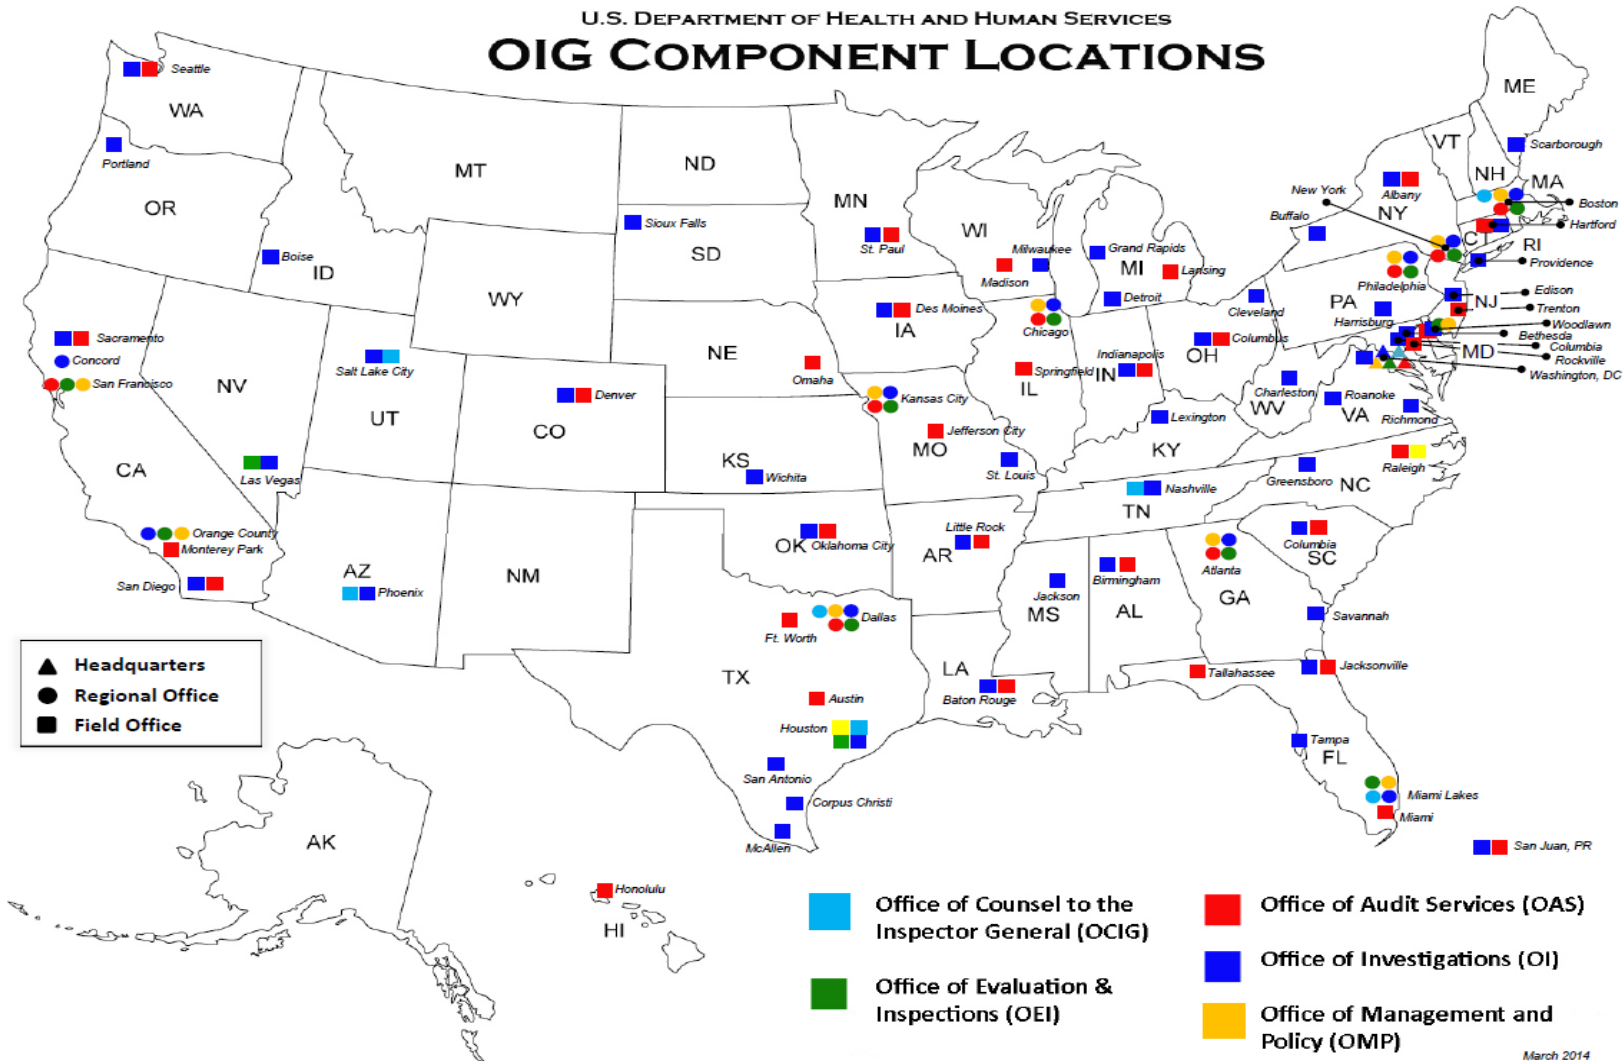 U.S. DEPARTMENT OF HEALTH AND HUMAN SERVICES
OIG COMPONENT LOCATIONS
Seattle
WA
Portland
OR
Boise
ID
MT
ND
Sioux Falls
SD
WY
MN
St. Paul
WI
Milwaukee
Madison
Grand Rapids
MI
Lansing
Detroit
ME
VT
Scarborough
NH
MA
New York
Albany
Boston
Buffalo
NY
Hartford
CT
RI
Providence
Philadelphia
PA
Edison
NJ
Trenton
Harrisburg
Woodlawn
Bethesda
MD
Columbia
Rockville
Washington, DC
Sacramento
Concord
San Francisco
NV
Salt Lake City
UT
Denver
CO
NE
Omaha
Des Moines
IA
Chicago
Springfield
IL
Indianapolis
IN
Cleveland
Columbus
OH
Charleston
WV
Roanoke
VA
Richmond
Kansas City
Jefferson City
MO
St. Louis
Lexington
KY
CA
Las Vegas
KS
Wichita
Raleigh
Greensboro
NC
Nashville
TN
Orange County
Monterey Park
San Diego
AZ
Phoenix
NM
OK
Oklahoma City
Little Rock
AR
Jackson
MS
Birmingham
AL
Atlanta
GA
Columbia
SC
Savannah
Ft. Worth
Dallas
TX
Austin
Houston
San Antonio
Corpus Christi
McAllen
LA
Baton Rouge
Tallahassee
Jacksonville
Tampa
FL
Miami Lakes
Miami
San Juan, PR
Headquarters
Regional Office
Field Office
AK
Honolulu
HI
Office of Counsel to the
Inspector General (OCIG)
Office of Evaluation &
Inspections (OEI)
Office of Audit Services (OAS)
Office of Investigations (OI)
Office of Management and
Policy (OMP)
March 2014